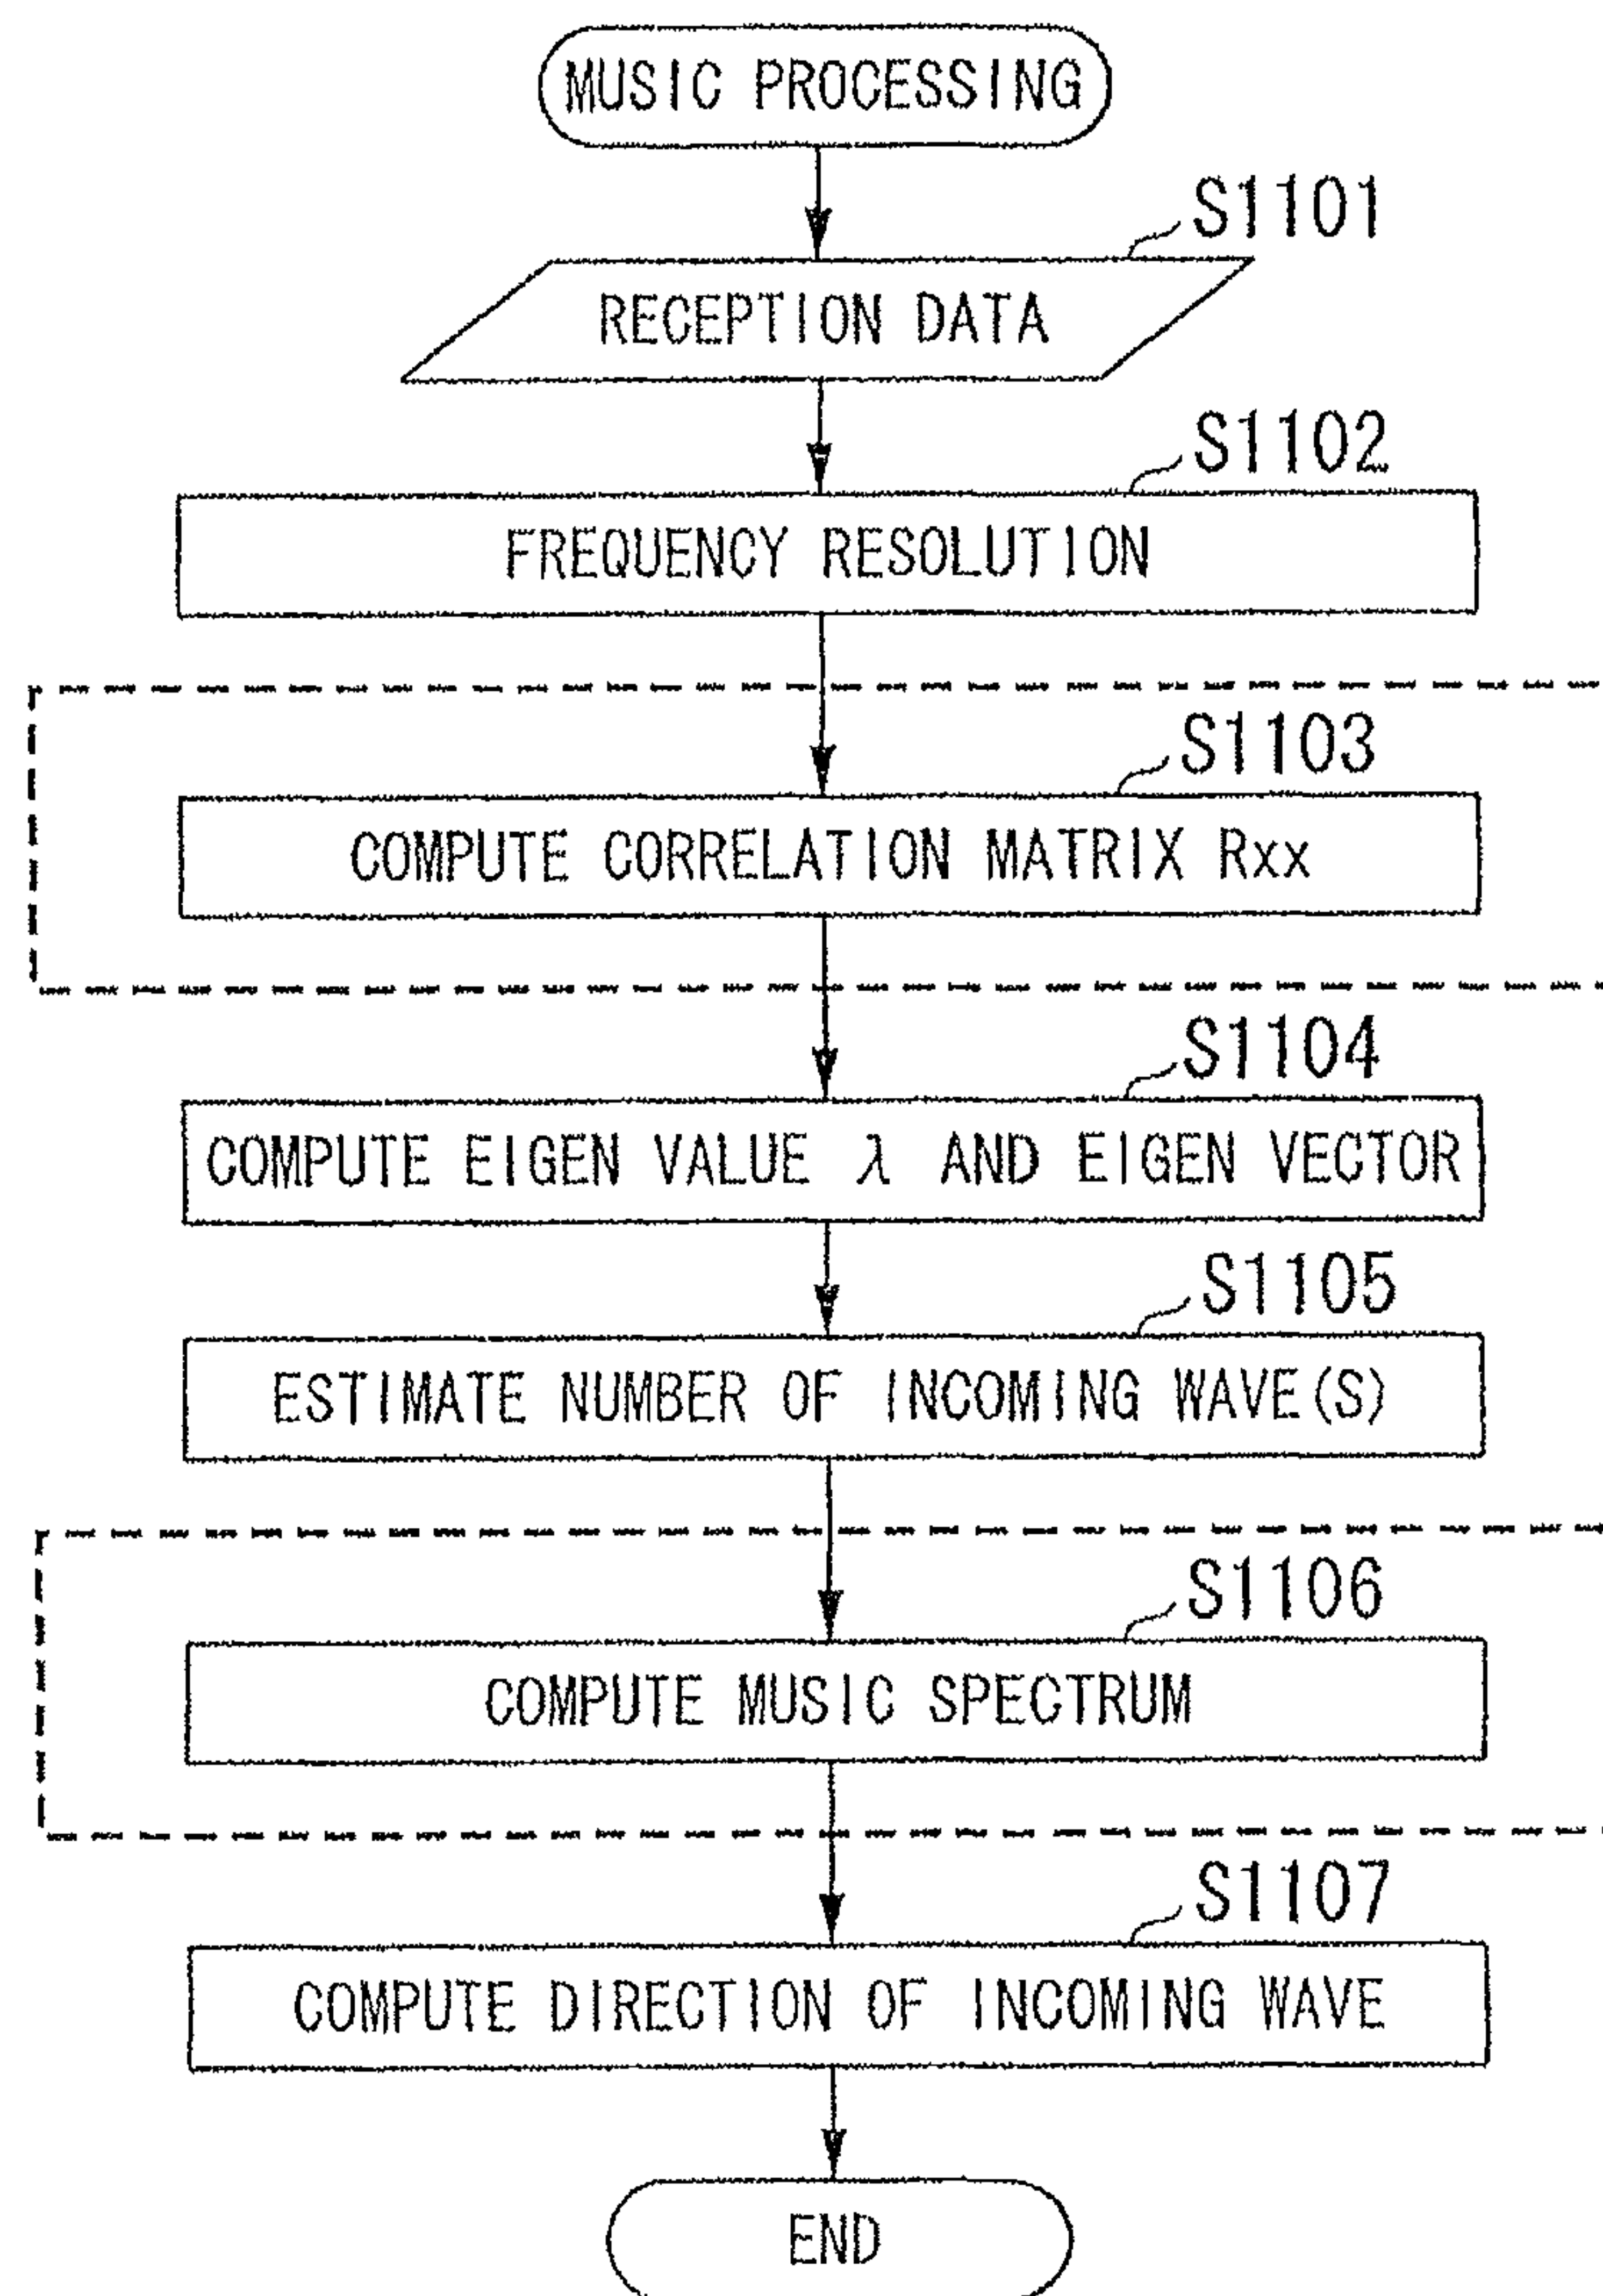 MUSIC PROCESSING
S1101
RECEPTION DATA
S1102
FREQUENCY RESOLUTION
S1103
COMPUTE CORRELATION MATRIX Rxx
S1104
COMPUTE EIGEN VALUE λ AND EIGEN VECTOR
S1105
ESTIMATE NUMBER OF INCOMING WAVE(S)
S1106
COMPUTE MUSIC SPECTRUM
S1107
COMPUTE DIRECTION OF INCOMING WAVE
END